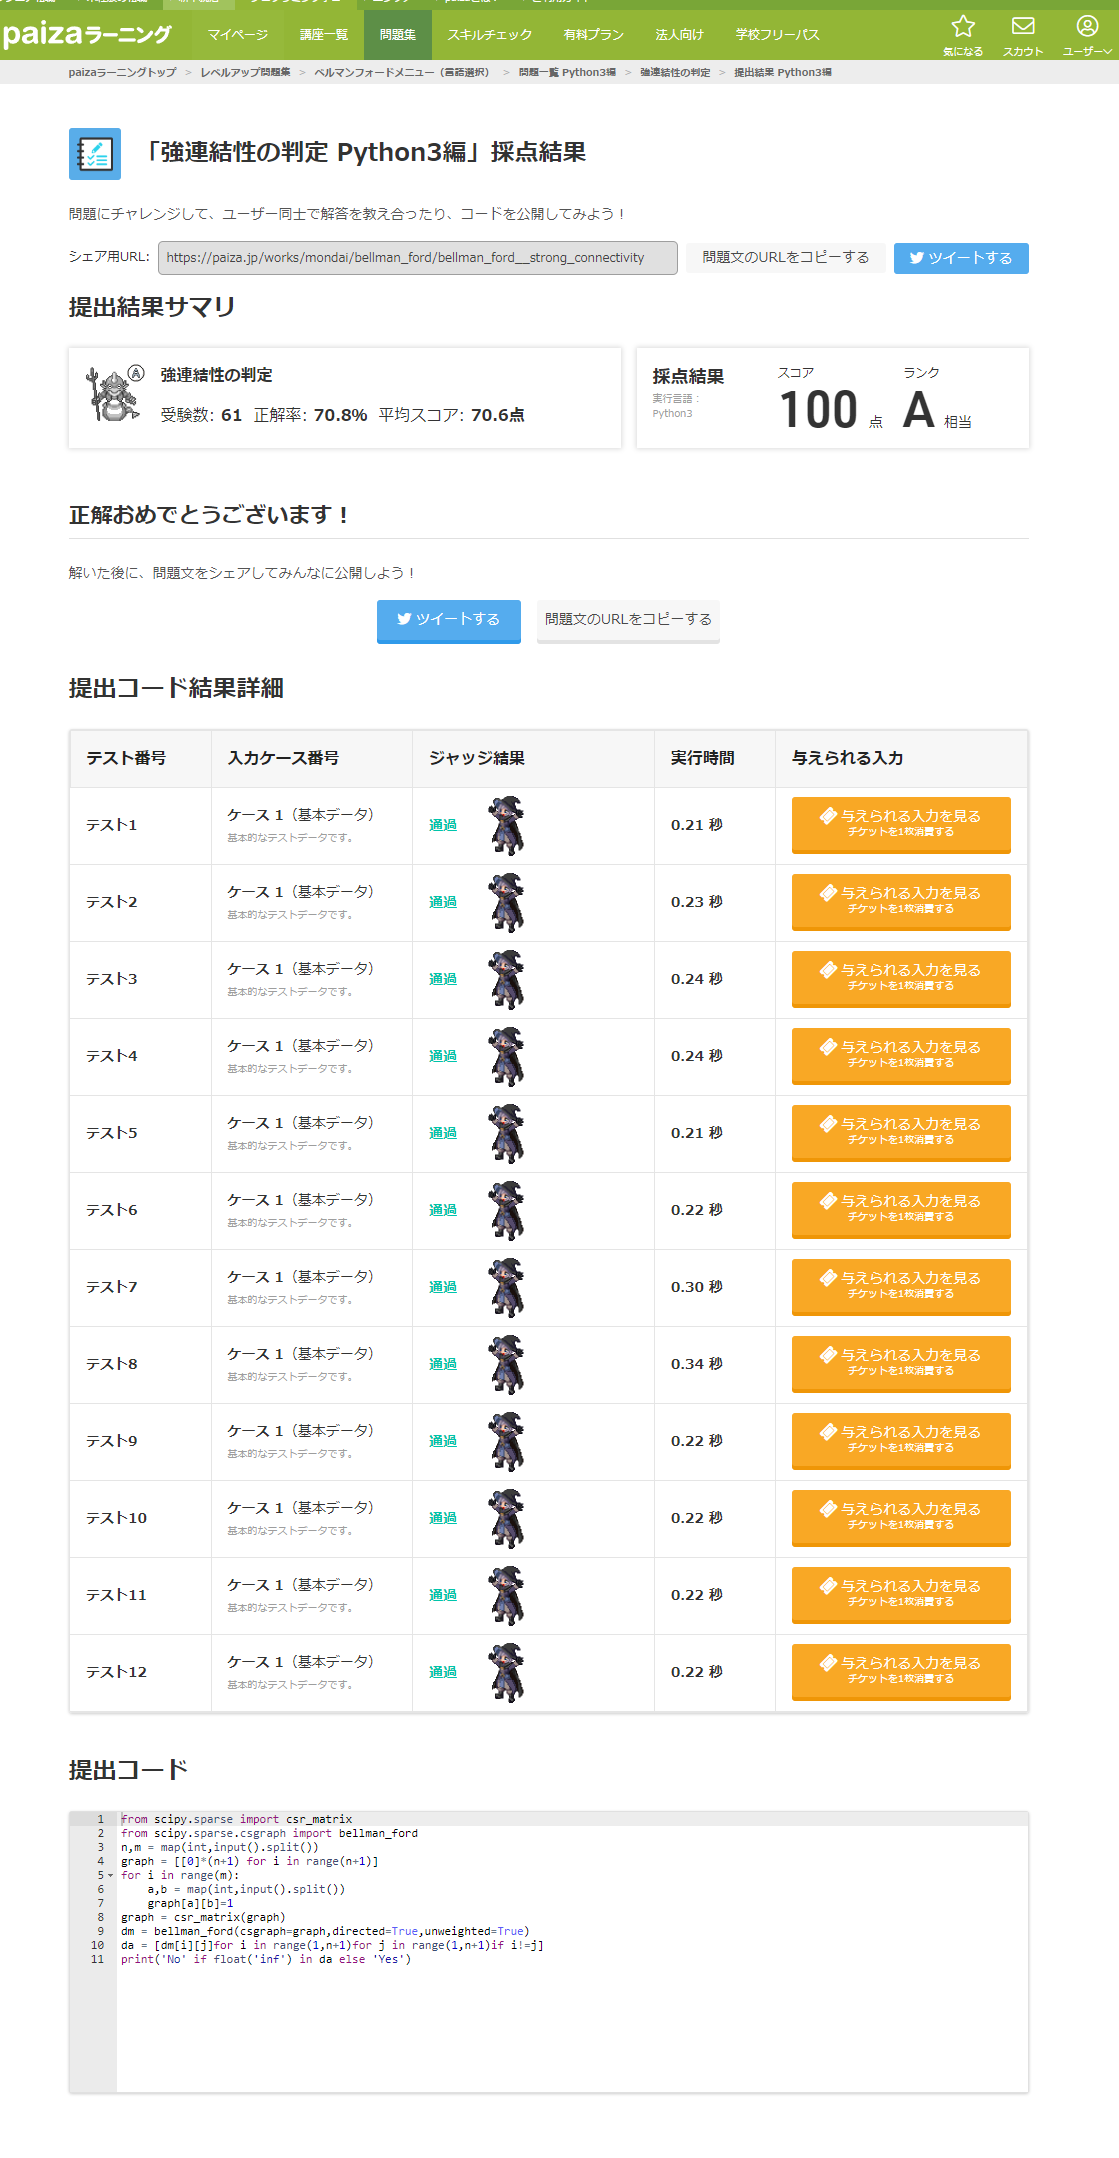 paizaラーニング
マイページ
講座一覧
問題集
スキルチェック
有料プラン
法人向け
学校フリーパス
気になる
スカウト
ユーザー
paizaラーニングトップ > レベルアップ問題集 > ベルマンフォードメニュー（言語選択） > 問題一覧 Python3編 > 強連結性の判定 > 提出結果 Python3編
「強連結性の判定 Python3編」採点結果
問題にチャレンジして、ユーザー同士で解答を教え合ったり、コードを公開してみよう！
シェア用URL:
https://paiza.jp/works/mondai/bellman_ford/bellman_ford__strong_connectivity
問題文のURLをコピーする
ツイートする
提出結果サマリ
A
強連結性の判定
受験数: 61 正解率: 70.8% 平均スコア: 70.6点
採点結果
実行言語：
Python3
スコア
100 点
ランク
A 相当
正解おめでとうございます！
解いた後に、問題文をシェアしてみんなに公開しよう！
ツイートする
問題文のURLをコピーする
提出コード結果詳細
テスト番号
入力ケース番号
ジャッジ結果
実行時間
与えられる入力
テスト1
ケース 1（基本データ）
基本的なテストデータです。
通過
0.21 秒
与えられる入力を見る
チケットを1枚消費する
テスト2
ケース 1（基本データ）
基本的なテストデータです。
通過
0.23 秒
与えられる入力を見る
チケットを1枚消費する
テスト3
ケース 1（基本データ）
基本的なテストデータです。
通過
0.24 秒
与えられる入力を見る
チケットを1枚消費する
テスト4
ケース 1（基本データ）
基本的なテストデータです。
通過
0.24 秒
与えられる入力を見る
チケットを1枚消費する
テスト5
ケース 1（基本データ）
基本的なテストデータです。
通過
0.21 秒
与えられる入力を見る
チケットを1枚消費する
テスト6
ケース 1（基本データ）
基本的なテストデータです。
通過
0.22 秒
与えられる入力を見る
チケットを1枚消費する
テスト7
ケース 1（基本データ）
基本的なテストデータです。
通過
0.30 秒
与えられる入力を見る
チケットを1枚消費する
テスト8
ケース 1（基本データ）
基本的なテストデータです。
通過
0.34 秒
与えられる入力を見る
チケットを1枚消費する
テスト9
ケース 1（基本データ）
基本的なテストデータです。
通過
0.22 秒
与えられる入力を見る
チケットを1枚消費する
テスト10
ケース 1（基本データ）
基本的なテストデータです。
通過
0.22 秒
与えられる入力を見る
チケットを1枚消費する
テスト11
ケース 1（基本データ）
基本的なテストデータです。
通過
0.22 秒
与えられる入力を見る
チケットを1枚消費する
テスト12
ケース 1（基本データ）
基本的なテストデータです。
通過
0.22 秒
与えられる入力を見る
チケットを1枚消費する
提出コード
1 from scipy.sparse import csr_matrix
2 from scipy.sparse.csgraph import bellman_ford
3 n,m = map(int,input().split())
4 graph = [[0]*(n+1) for i in range(n+1)]
5 for i in range(m):
6     a,b = map(int,input().split())
7     graph[a][b]=1
8 graph = csr_matrix(graph)
9 dm = bellman_ford(csgraph=graph,directed=True,unweighted=True)
10 da = [dm[i][j]for i in range(1,n+1)for j in range(1,n+1)if i!=j]
11 print('No' if float('inf') in da else 'Yes')